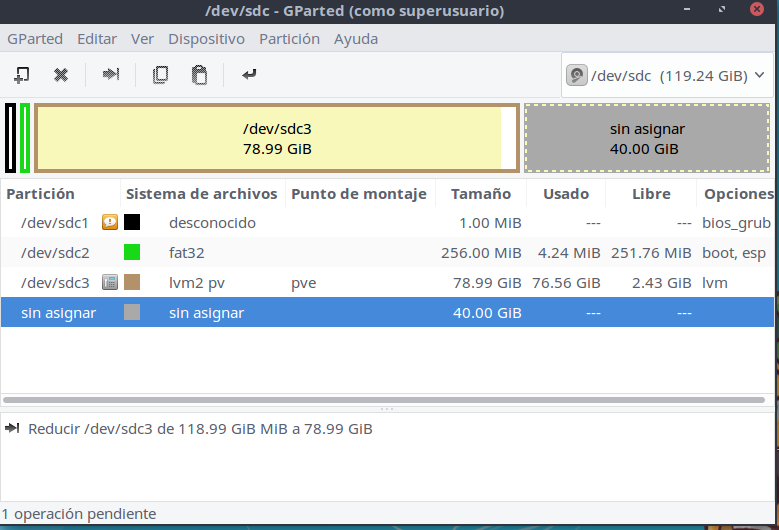 /dev/sdc - GParted (como superusuario)
GParted Editar Ver Dispositivo Partición Ayuda
/dev/sdc (119.24 GiB)
/dev/sdc3
78.99 GiB
sin asignar
40.00 GiB
Partición Sistema de archivos Punto de montaje Tamaño Usado Libre Opciones
/dev/sdc1 desconocido 1.00 MiB --- --- bios_grub
/dev/sdc2 fat32 256.00 MiB 4.24 MiB 251.76 MiB boot, esp
/dev/sdc3 lvm2 pv pve 78.99 GiB 76.56 GiB 2.43 GiB lvm
sin asignar sin asignar 40.00 GiB --- ---
Reducir /dev/sdc3 de 118.99 GiB MiB a 78.99 GiB
1 operación pendiente